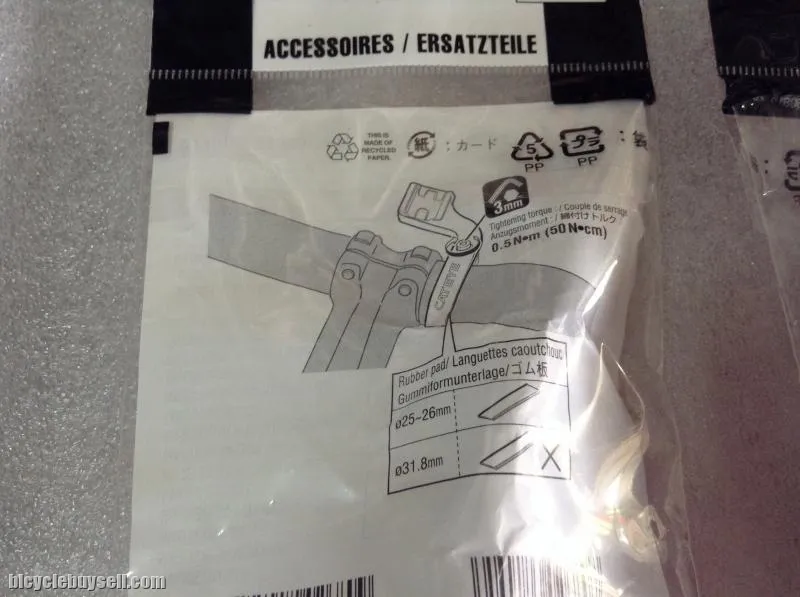 ACCESSOIRES / ERSATZTEILE
THIS IS
MADE OF
RECYCLED
PAPER.
紙 : カード
5
PP
プラ
PP
:
3mm
Tightening torque : / Couple de serrage
Anzugsmoment : / 締付けトルク
0.5 N•m (50 N•cm)
CATEYE
Rubber pad/ Languettes caoutchouc
Gummiformunterlage/ゴム板
ø25~26mm
ø31.8mm
X
bicyclebuysell.com